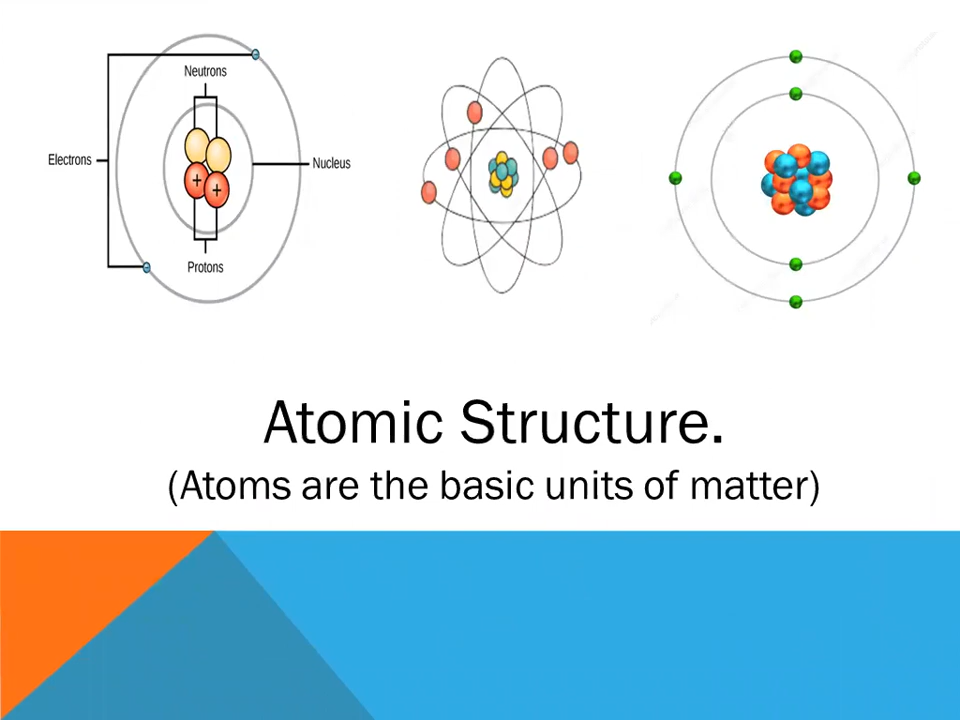 Neutrons
Electrons
Nucleus
+
+
Protons
Atomic Structure.
(Atoms are the basic units of matter)